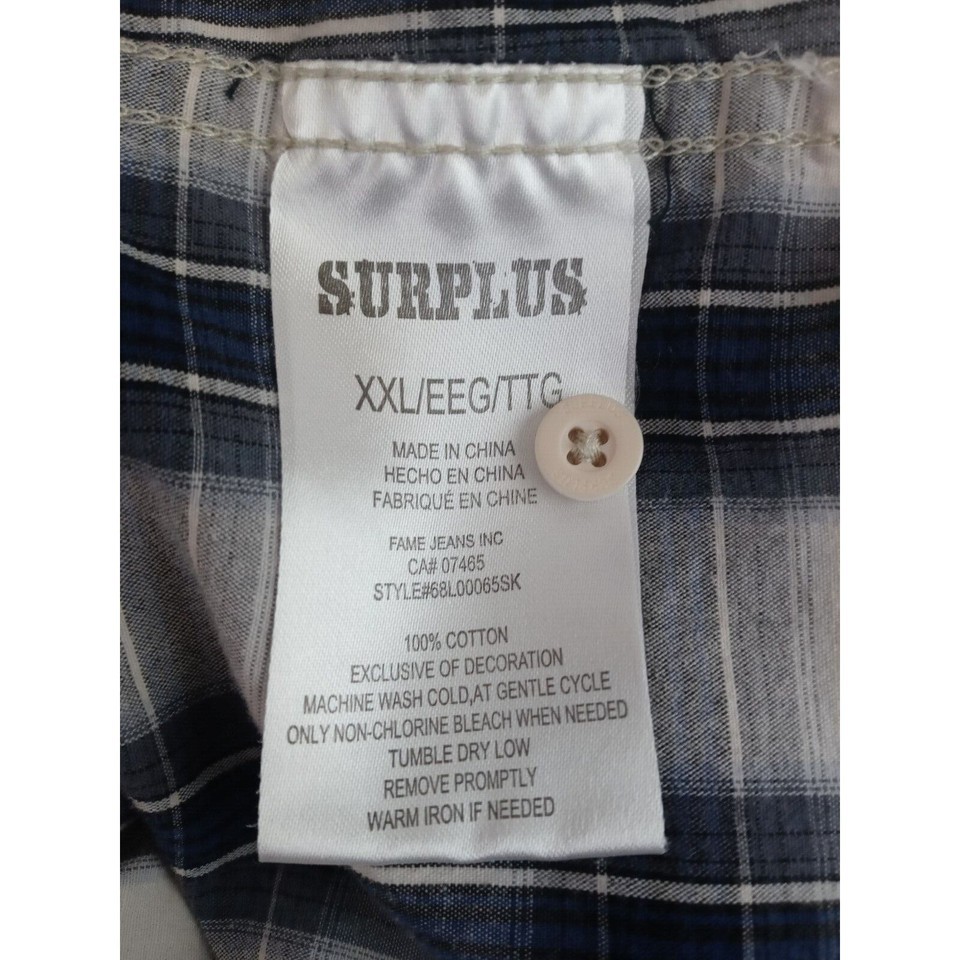 SURPLUS
XXL/EEG/TTG
MADE IN CHINA
HECHO EN CHINA
FABRIQUÉ EN CHINE
FAME JEANS INC
CA# 07465
STYLE#68L00065SK
100% COTTON
EXCLUSIVE OF DECORATION
MACHINE WASH COLD,AT GENTLE CYCLE
ONLY NON-CHLORINE BLEACH WHEN NEEDED
TUMBLE DRY LOW
REMOVE PROMPTLY
WARM IRON IF NEEDED